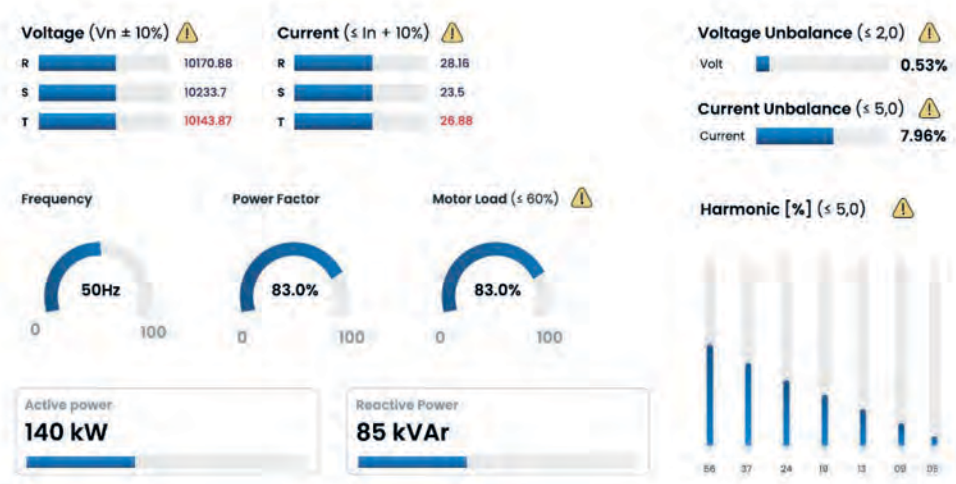 Voltage (Vn ± 10%)
R 10170.88
S 10233.7
T 10143.87
Current (≤ In + 10%)
R 28.16
S 23.5
T 26.88
Voltage Unbalance (≤ 2,0)
Volt 0.53%
Current Unbalance (≤ 5,0)
Current 7.96%
Frequency
50Hz
0 100
Power Factor
83.0%
0 100
Motor Load (≤ 60%)
83.0%
0 100
Harmonic [%] (≤ 5,0)
56 37 24 19 13 09
Active power
140 kW
Reactive Power
85 kVAr